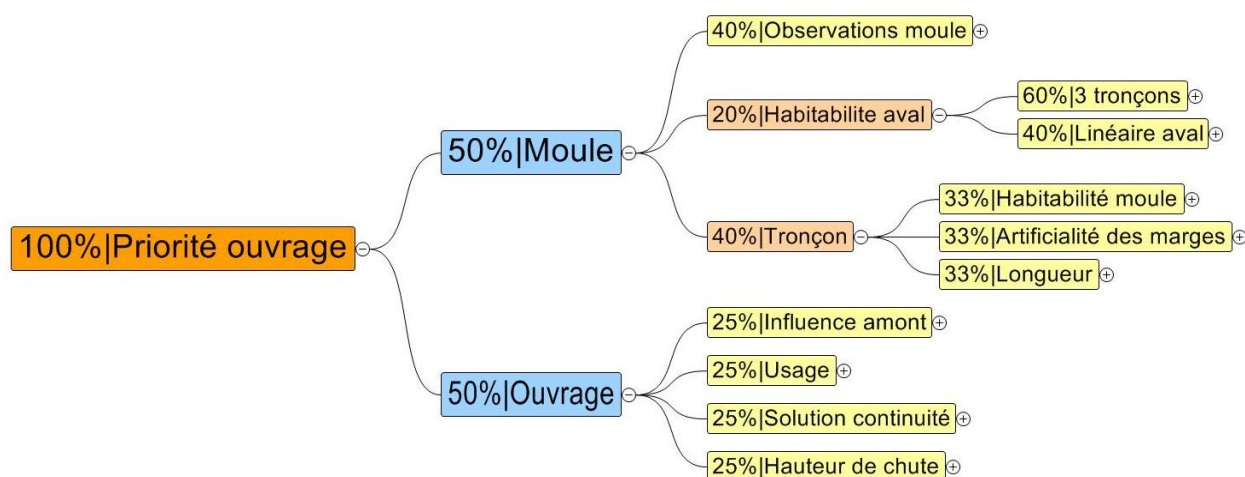 100%|Priorité ouvrage
50%|Moule
40%|Observations moule
20%|Habitabilite aval
60%|3 tronçons
40%|Linéaire aval
40%|Tronçon
33%|Habitabilité moule
33%|Artificialité des marges
33%|Longueur
50%|Ouvrage
25%|Influence amont
25%|Usage
25%|Solution continuité
25%|Hauteur de chute